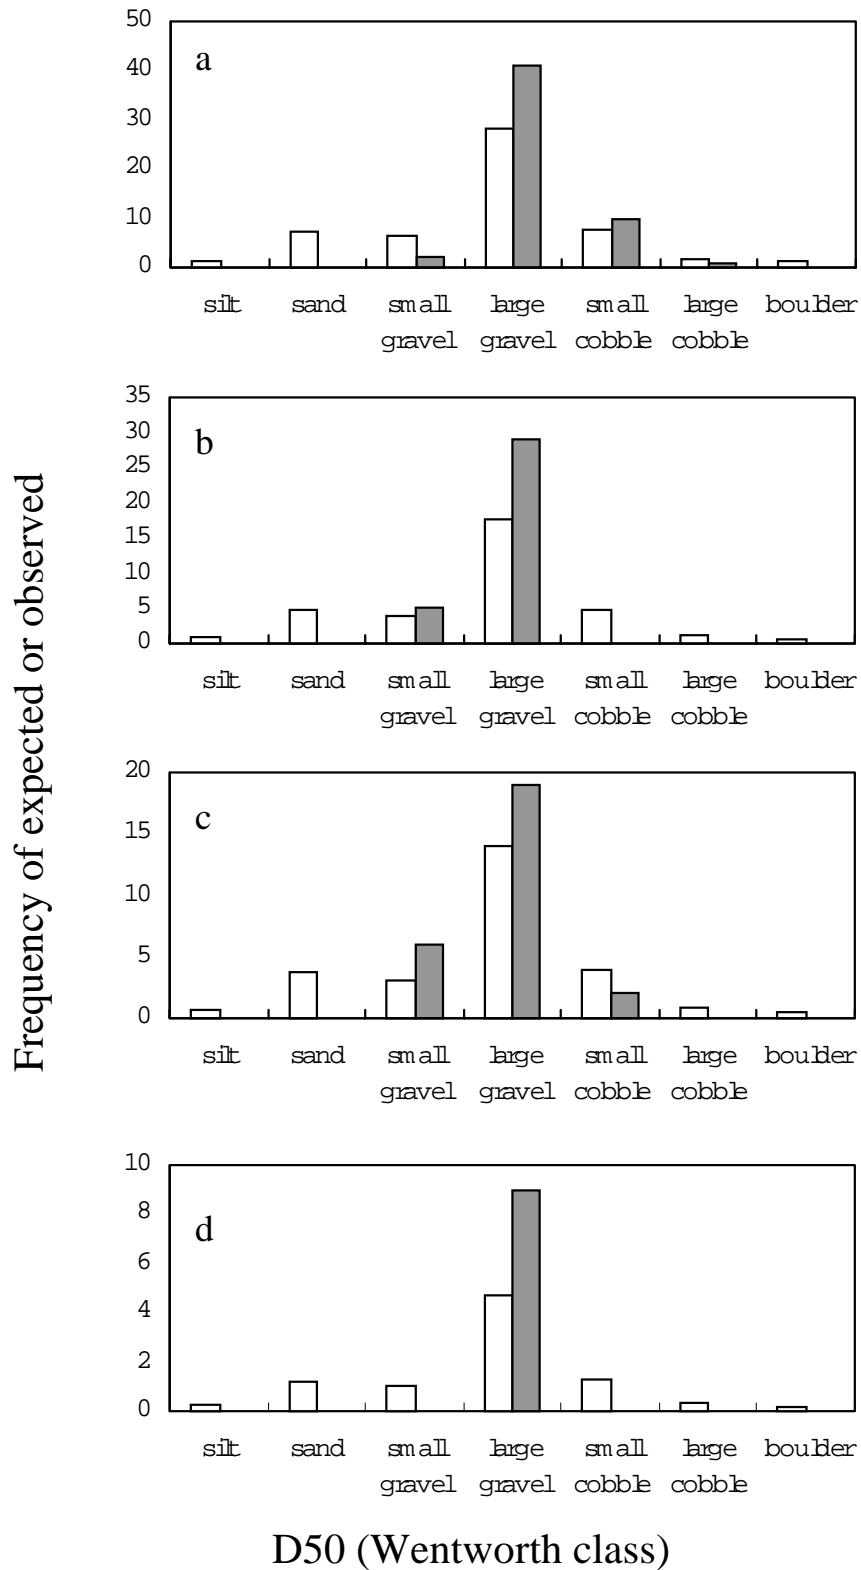 50
a
40
30
20
10
0
silt sand small large small large boulder
gravel gravel cobble cobble
35
30
b
25
20
15
10
5
0
silt sand small large small large boulder
gravel gravel cobble cobble
20
c
15
10
5
0
silt sand small large small large boulder
gravel gravel cobble cobble
10
8
d
6
4
2
0
silt sand small large small large boulder
gravel gravel cobble cobble
Frequency of expected or observed
D50 (Wentworth class)